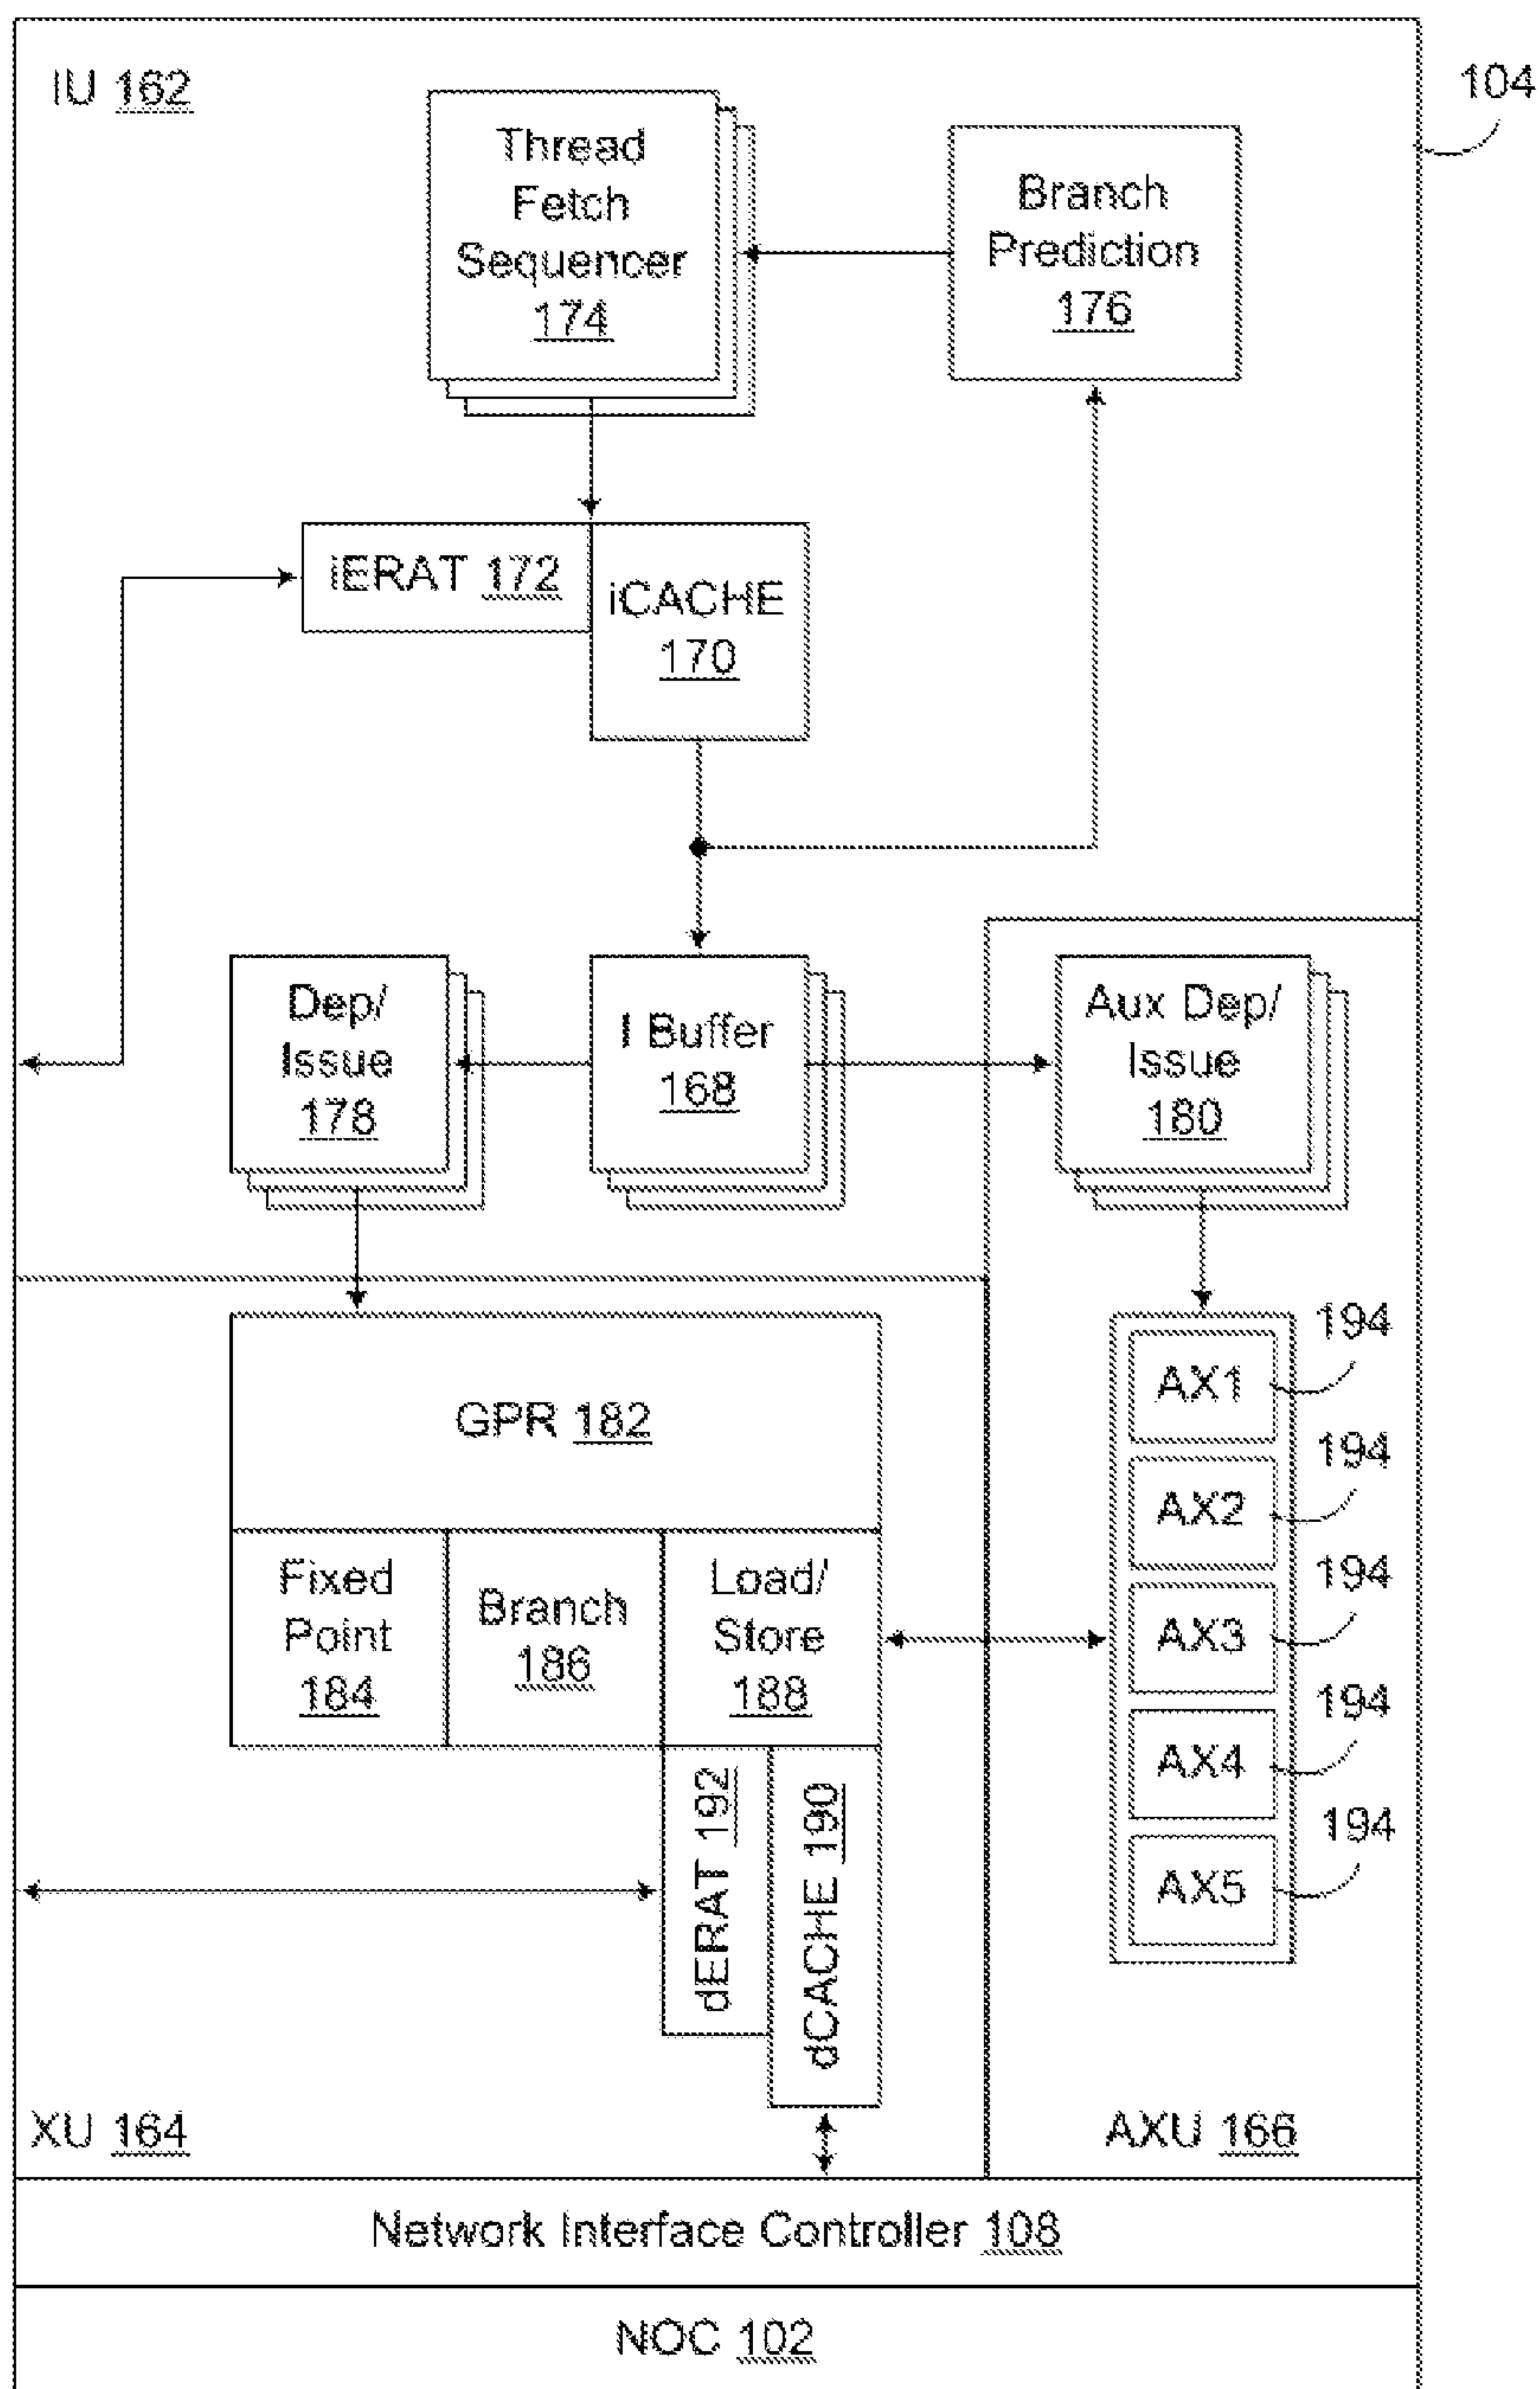 IU 162
104
Thread
Fetch
Sequencer
174
Branch
Prediction
176
iERAT 172
iCACHE
170
Dep/
Issue
178
I Buffer
168
Aux Dep/
Issue
180
GPR 182
Fixed
Point
184
Branch
186
Load/
Store
188
dERAT 192
dCACHE 190
AX1
194
AX2
194
AX3
194
AX4
194
AX5
194
XU 164
AXU 166
Network Interface Controller 108
NOC 102